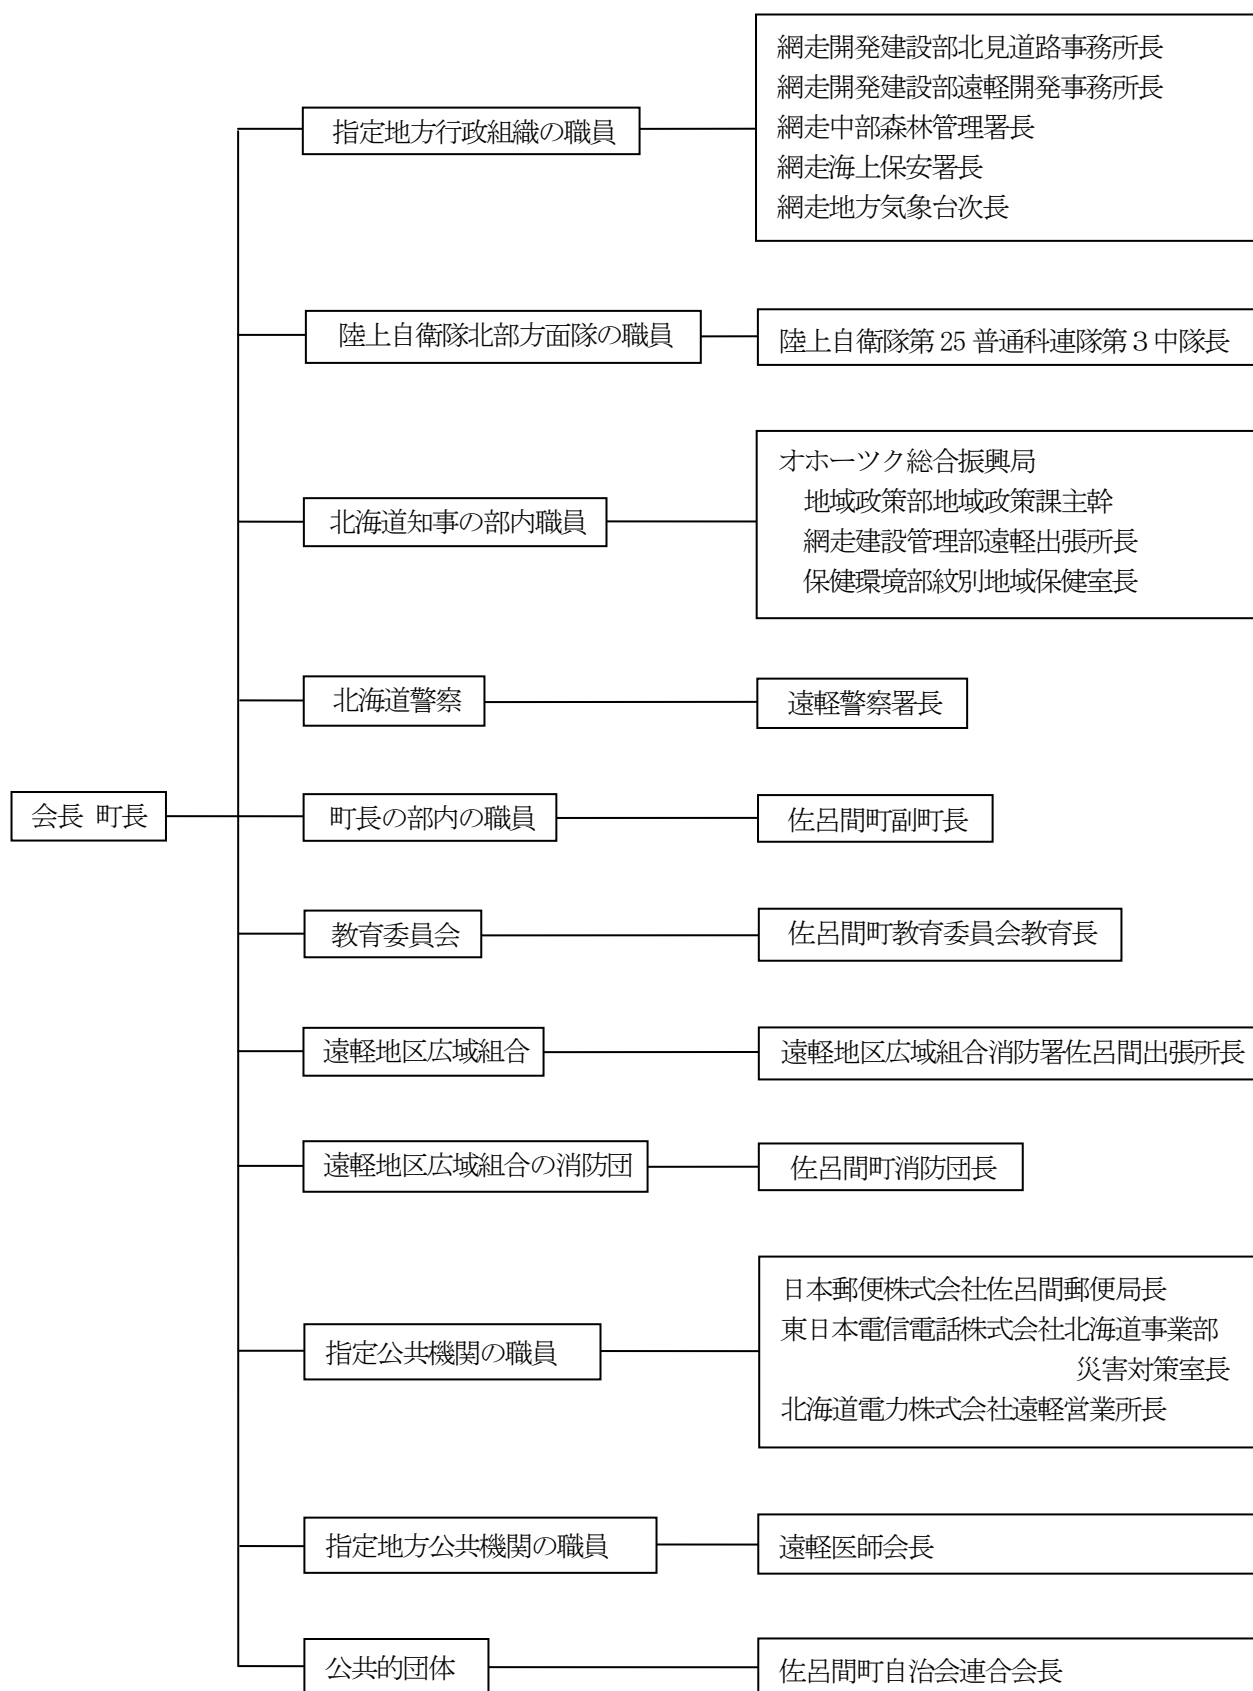 会長 町長
指定地方行政組織の職員
網走開発建設部北見道路事務所長
網走開発建設部遠軽開発事務所長
網走中部森林管理署長
網走海上保安署長
網走地方気象台次長
陸上自衛隊北部方面隊の職員
陸上自衛隊第 25 普通科連隊第３中隊長
北海道知事の部内職員
オホーツク総合振興局
地域政策部地域政策課主幹
網走建設管理部遠軽出張所長
保健環境部紋別地域保健室長
北海道警察
遠軽警察署長
町長の部内の職員
佐呂間町副町長
教育委員会
佐呂間町教育委員会教育長
遠軽地区広域組合
遠軽地区広域組合消防署佐呂間出張所長
遠軽地区広域組合の消防団
佐呂間町消防団長
指定公共機関の職員
日本郵便株式会社佐呂間郵便局長
東日本電信電話株式会社北海道事業部
災害対策室長
北海道電力株式会社遠軽営業所長
指定地方公共機関の職員
遠軽医師会長
公共的団体
佐呂間町自治会連合会長